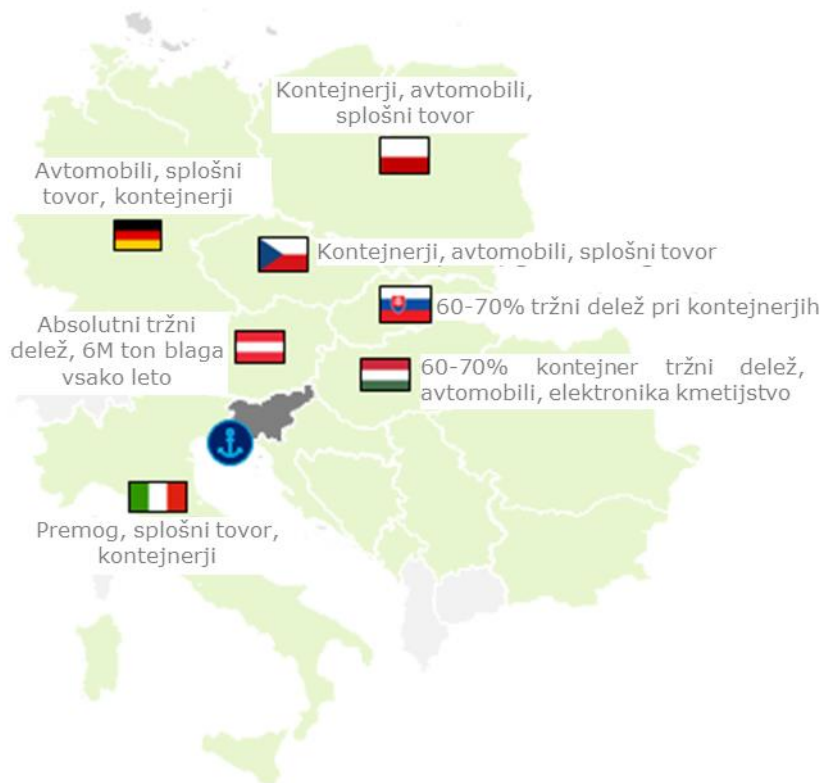 Kontejnerji, avtomobili,
splošni tovor
Avtomobili, splošni
tovor, kontejnerji
Kontejnerji, avtomobili, splošni tovor
60-70% tržni delež pri kontejnerjih
Absolutni tržni
delež, 6M ton blaga
vsako leto
60-70% kontejner tržni delež,
avtomobili, elektronika kmetijstvo
Premog, splošni tovor,
kontejnerji